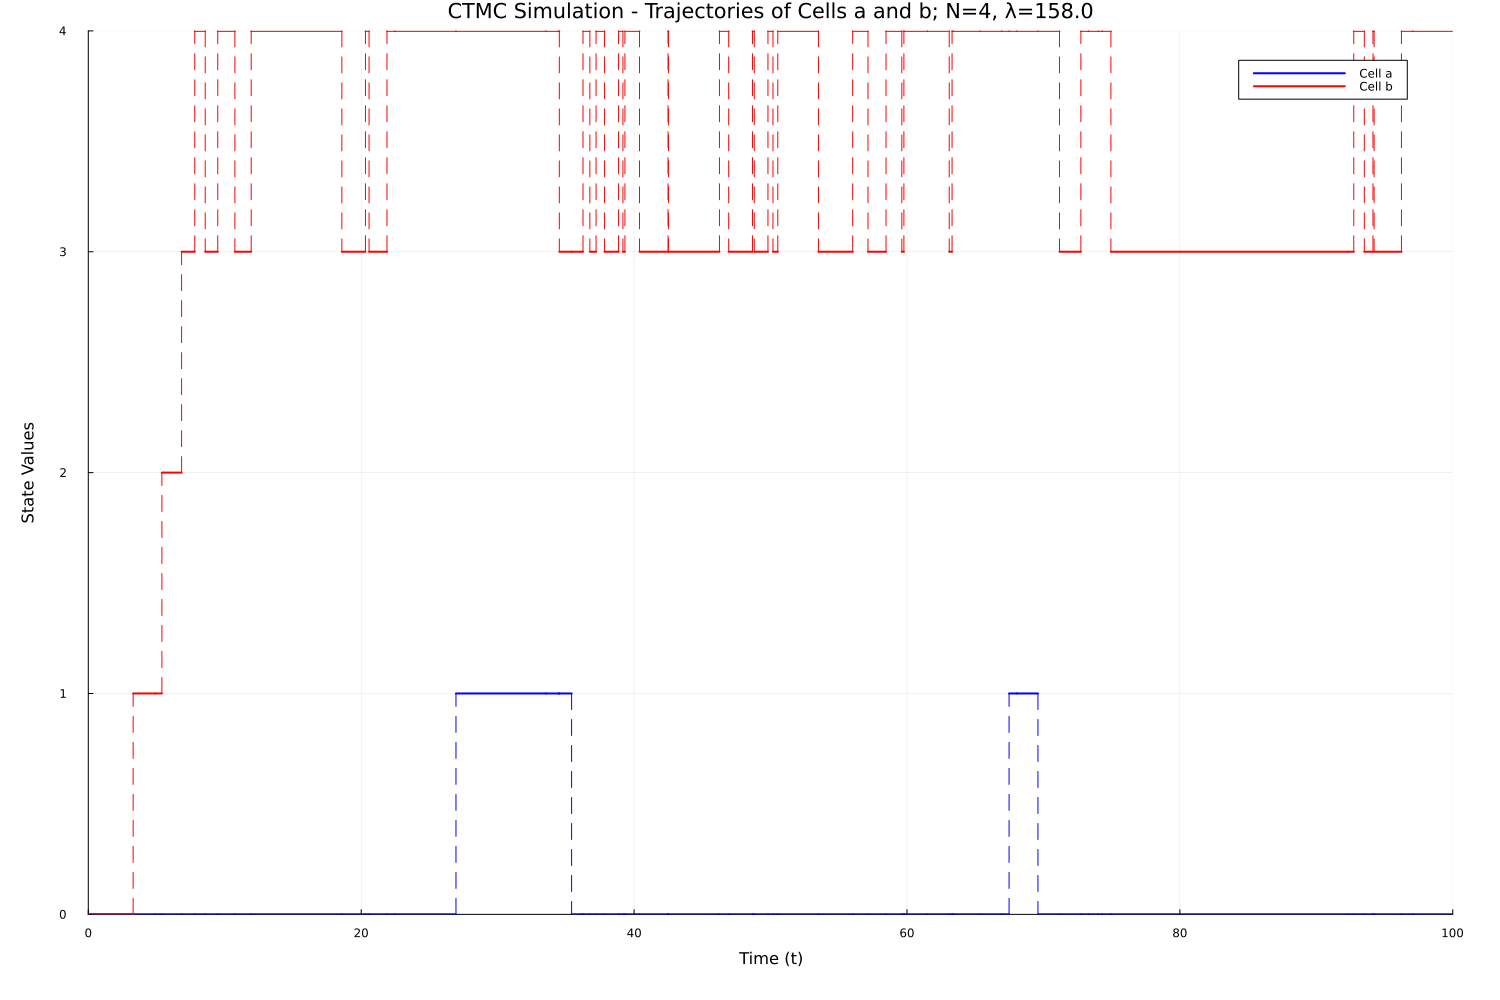 CTMC Simulation - Trajectories of Cells a and b; N=4, λ=158.0
4
Cell a
Cell b
3
State Values
2
1
0
0 20 40 60 80 100
Time (t)